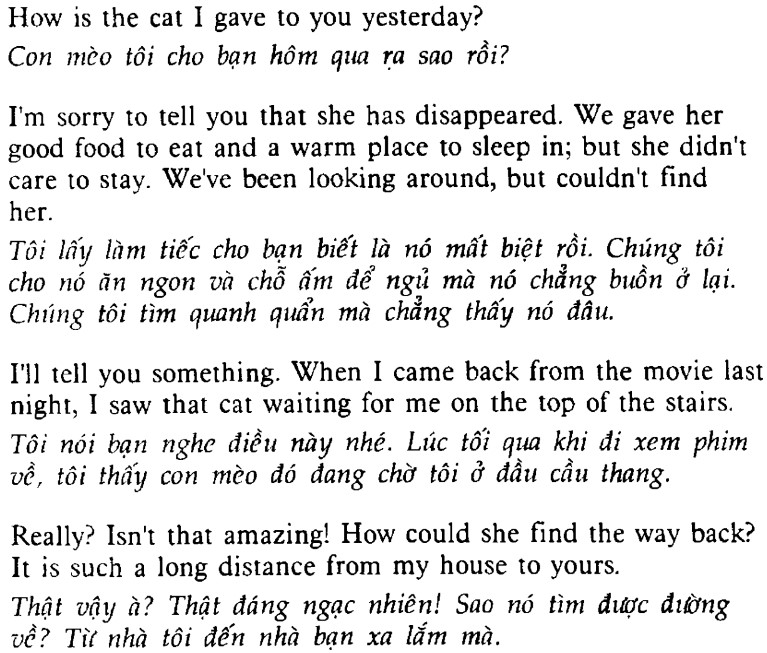 How is the cat I gave to you yesterday?
Con mèo tôi cho bạn hôm qua ra sao rồi?
I'm sorry to tell you that she has disappeared. We gave her
good food to eat and a warm place to sleep in; but she didn't
care to stay. We've been looking around, but couldn't find
her.
Tôi lấy làm tiếc cho bạn biết là nó mất biệt rồi. Chúng tôi
cho nó ăn ngon và chỗ ấm để ngủ mà nó chẳng buồn ở lại.
Chúng tôi tìm quanh quẩn mà chẳng thấy nó đâu.
I'll tell you something. When I came back from the movie last
night, I saw that cat waiting for me on the top of the stairs.
Tôi nói bạn nghe điều này nhé. Lúc tối qua khi đi xem phim
về, tôi thấy con mèo đó đang chờ tôi ở đầu cầu thang.
Really? Isn't that amazing! How could she find the way back?
It is such a long distance from my house to yours.
Thật vậy à? Thật đáng ngạc nhiên! Sao nó tìm được đường
về? Từ nhà tôi đến nhà bạn xa lắm mà.